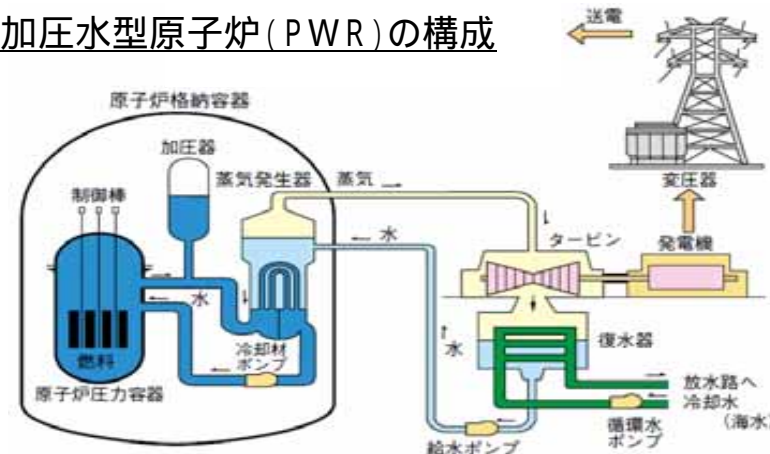 加圧水型原子炉(PWR)の構成
送電
原子炉格納容器
加圧器
蒸気発生器
蒸気
制御棒
変圧器
水
タービン
発電機
水
水
復水器
冷却材
ポンプ
燃料
原子炉圧力容器
放水路へ
冷却水
(海水)
循環水
ポンプ
給水ポンプ